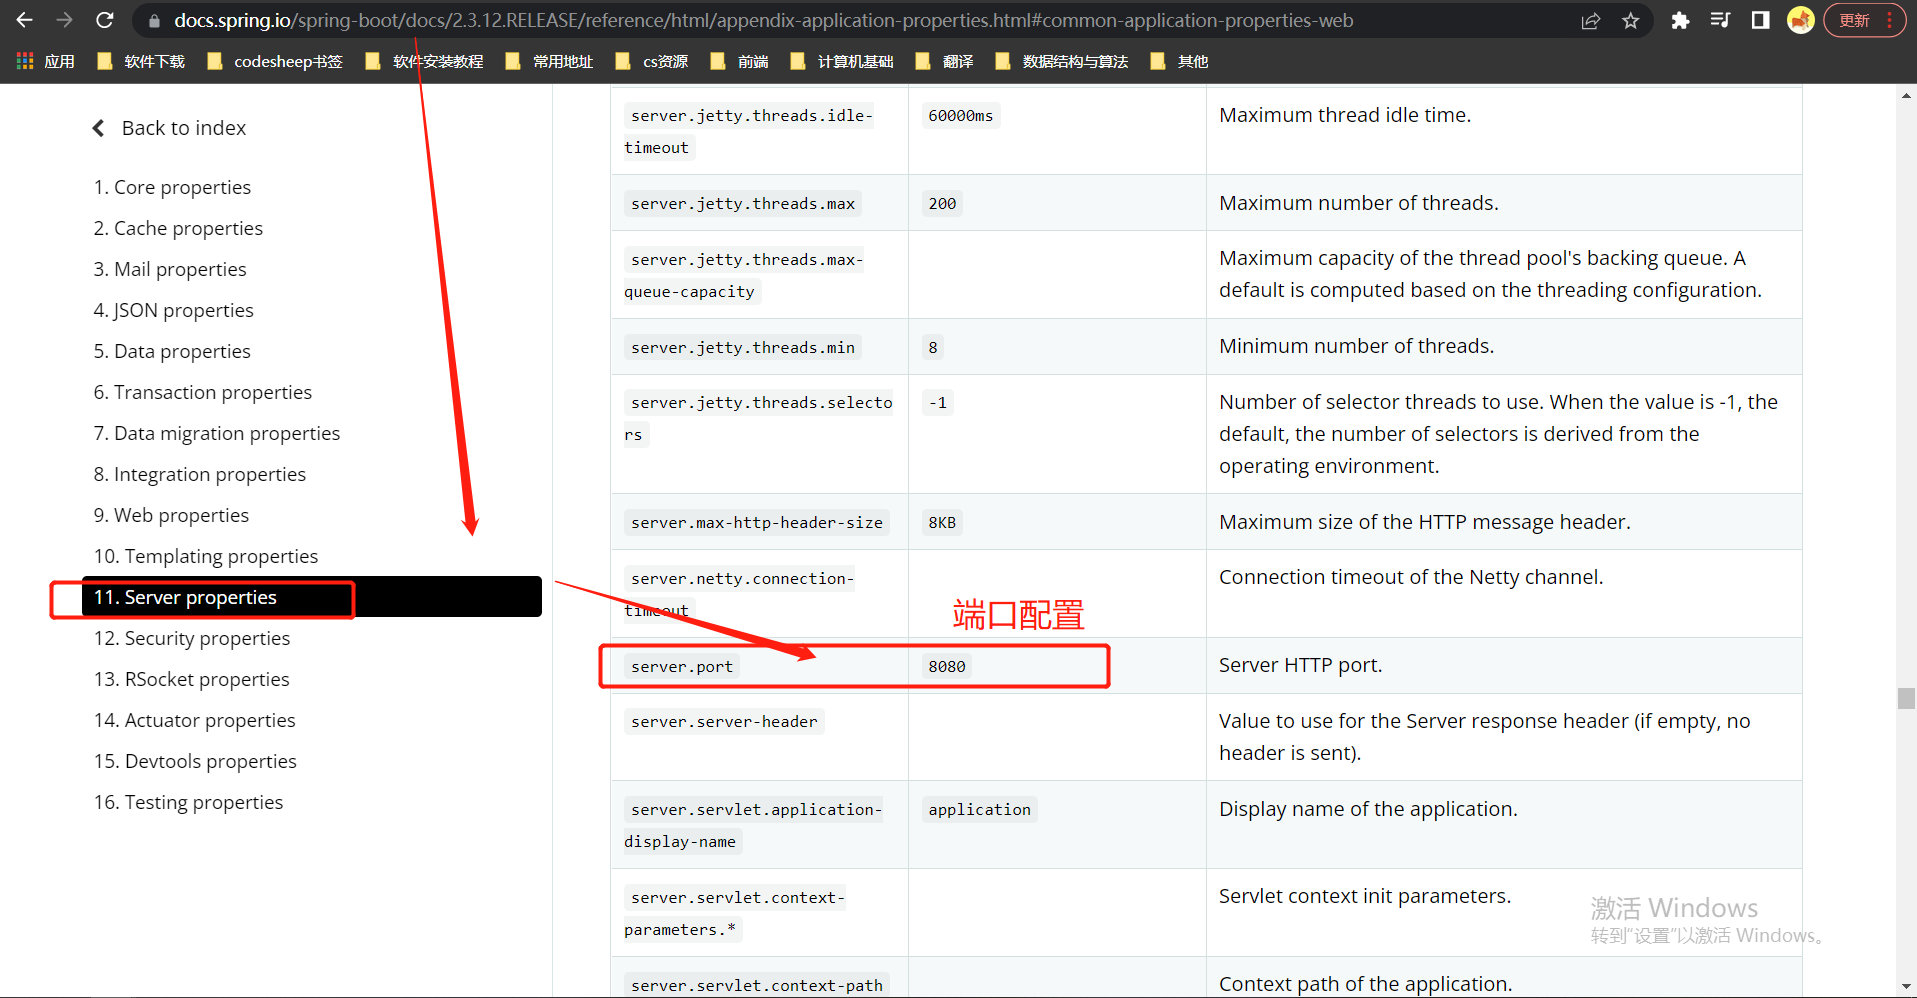 docs.spring.io/spring-boot/docs/2.3.12.RELEASE/reference/html/appendix-application-properties.html#common-application-properties-web
更新
应用 软件下载 codesheep书签 软件安装教程 常用地址 cs资源 前端 计算机基础 翻译 数据结构与算法 其他
Back to index
1. Core properties
2. Cache properties
3. Mail properties
4. JSON properties
5. Data properties
6. Transaction properties
7. Data migration properties
8. Integration properties
9. Web properties
10. Templating properties
11. Server properties
12. Security properties
13. RSocket properties
14. Actuator properties
15. Devtools properties
16. Testing properties
server.jetty.threads.idle-
timeout
60000ms
Maximum thread idle time.
server.jetty.threads.max
200
Maximum number of threads.
server.jetty.threads.max-
queue-capacity
Maximum capacity of the thread pool's backing queue. A
default is computed based on the threading configuration.
server.jetty.threads.min
8
Minimum number of threads.
server.jetty.threads.selecto
rs
-1
Number of selector threads to use. When the value is -1, the
default, the number of selectors is derived from the
operating environment.
server.max-http-header-size
8KB
Maximum size of the HTTP message header.
server.netty.connection-
timeout
Connection timeout of the Netty channel.
端口配置
server.port
8080
Server HTTP port.
server.server-header
Value to use for the Server response header (if empty, no
header is sent).
server.servlet.application-
display-name
application
Display name of the application.
server.servlet.context-
parameters.*
Servlet context init parameters.
server.servlet.context-path
Context path of the application.
激活 Windows
转到“设置”以激活 Windows。